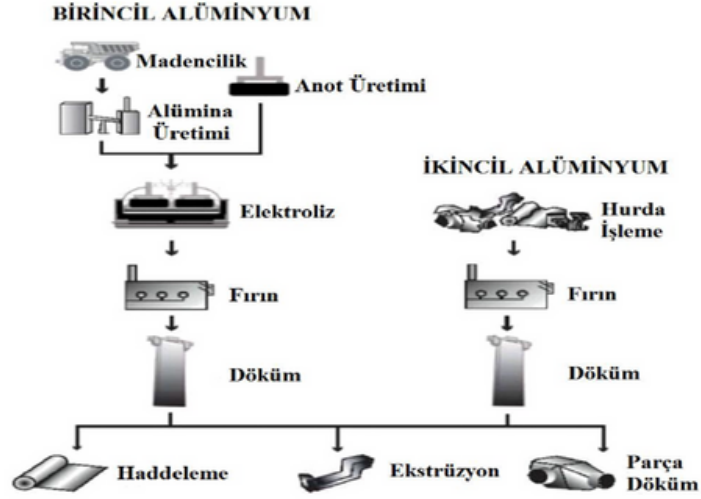 BİRİNCİL ALÜMİNYUM
Madencilik
Anot Üretimi
Alümina
Üretimi
İKİNCİL ALÜMİNYUM
Elektroliz
Hurda
İşleme
Fırın
Fırın
Döküm
Döküm
Haddeleme
Ekstrüzyon
Parça
Döküm